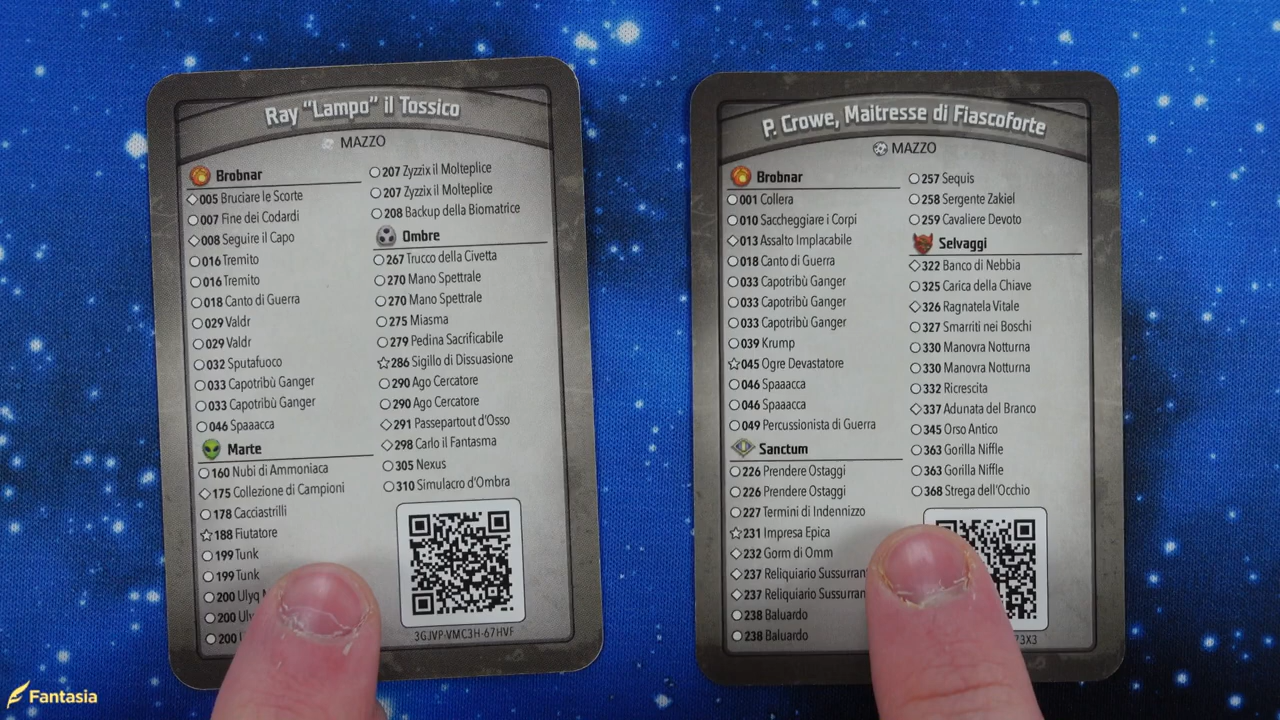 Ray “Lampo” il Tossico
MAZZO
Brobnar
005 Bruciare le Scorte
007 Fine dei Codardi
008 Seguire il Capo
016 Tremito
016 Tremito
018 Canto di Guerra
029 Valdr
029 Valdr
032 Sputafuoco
033 Capotribù Ganger
033 Capotribù Ganger
046 Spaaacca
Marte
160 Nubi di Ammoniaca
175 Collezione di Campioni
178 Cacciastrilli
188 Fiutatore
199 Tunk
199 Tunk
200 Ulyq
200
200
207 Zyzzix il Molteplice
207 Zyzzix il Molteplice
208 Backup della Biomatrice
Ombre
267 Trucco della Civetta
270 Mano Spettrale
270 Mano Spettrale
275 Miasma
279 Pedina Sacrificabile
286 Sigillo di Dissuasione
290 Ago Cercatore
290 Ago Cercatore
291 Passepartout d'Osso
298 Carlo il Fantasma
305 Nexus
310 Simulacro d'Ombra
3GJVP-VMC3H-67HVF
P. Crowe, Maitresse di Fiascoforte
MAZZO
Brobnar
001 Collera
010 Saccheggiare i Corpi
013 Assalto Implacabile
018 Canto di Guerra
033 Capotribù Ganger
033 Capotribù Ganger
033 Capotribù Ganger
039 Krump
045 Ogre Devastatore
046 Spaaacca
046 Spaaacca
049 Percussionista di Guerra
Sanctum
226 Prendere Ostaggi
226 Prendere Ostaggi
227 Termini di Indennizzo
231 Impresa Epica
232 Gorm di Omm
237 Reliquiario
237 Reliquiario
238 Baluardo
238 Baluardo
257 Sequis
258 Sergente Zakiel
259 Cavaliere Devoto
Selvaggi
322 Banco di Nebbia
325 Carica della Chiave
326 Ragnatela Vitale
327 Smarriti nei Boschi
330 Manovra Notturna
330 Manovra Notturna
332 Ricrescita
337 Adunata del Branco
345 Orso Antico
363 Gorilla Niffle
363 Gorilla Niffle
368 Strega dell'Occhio
Fantasia